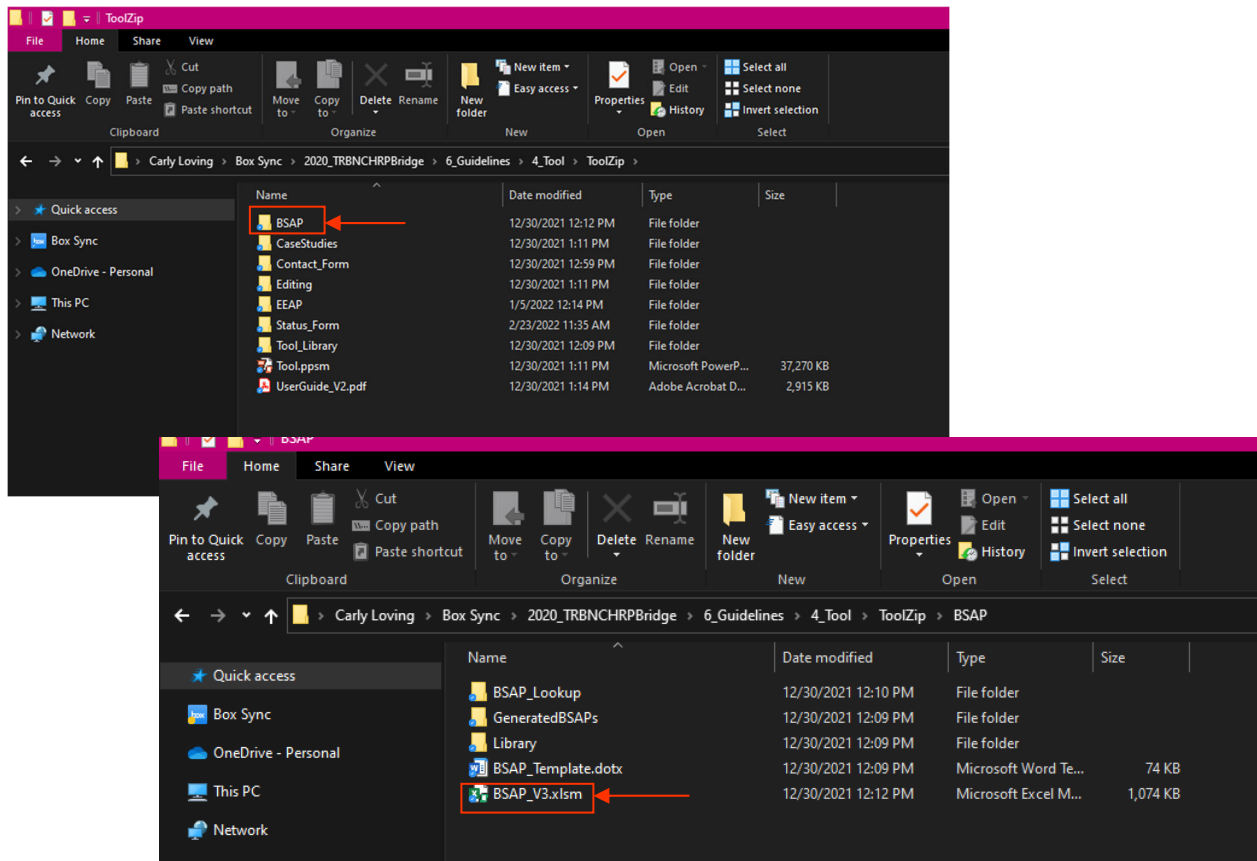 ToolZip
File Home Share View
Pin to Quick access
Copy
Paste
Cut
Copy path
Paste shortcut
Clipboard
Move to
Copy to
Delete
Rename
Organize
New folder
New item
Easy access
New
Properties
Open
Edit
History
Open
Select all
Select none
Invert selection
Select
Carly Loving > Box Sync > 2020_TRBNCHRPBridge > 6_Guidelines > 4_Tool > ToolZip >
Quick access
Box Sync
OneDrive - Personal
This PC
Network
Name Date modified Type Size
BSAP 12/30/2021 12:12 PM File folder
CaseStudies 12/30/2021 1:11 PM File folder
Contact_Form 12/30/2021 12:59 PM File folder
Editing 12/30/2021 1:11 PM File folder
EEAP 1/5/2022 12:14 PM File folder
Status_Form 2/23/2022 11:35 AM File folder
Tool_Library 12/30/2021 12:09 PM File folder
Tool.ppsm 12/30/2021 1:11 PM Microsoft PowerP... 37,270 KB
UserGuide_V2.pdf 12/30/2021 1:14 PM Adobe Acrobat D... 2,915 KB
BSAP
File Home Share View
Pin to Quick access
Copy
Paste
Cut
Copy path
Paste shortcut
Clipboard
Move to
Copy to
Delete
Rename
Organize
New folder
New item
Easy access
New
Properties
Open
Edit
History
Open
Select all
Select none
Invert selection
Select
Carly Loving > Box Sync > 2020_TRBNCHRPBridge > 6_Guidelines > 4_Tool > ToolZip > BSAP
Quick access
Box Sync
OneDrive - Personal
This PC
Network
Name Date modified Type Size
BSAP_Lookup 12/30/2021 12:10 PM File folder
GeneratedBSAPs 12/30/2021 12:09 PM File folder
Library 12/30/2021 12:09 PM File folder
BSAP_Template.dotx 12/30/2021 12:09 PM Microsoft Word Te... 74 KB
BSAP_V3.xlsm 12/30/2021 12:12 PM Microsoft Excel M... 1,074 KB